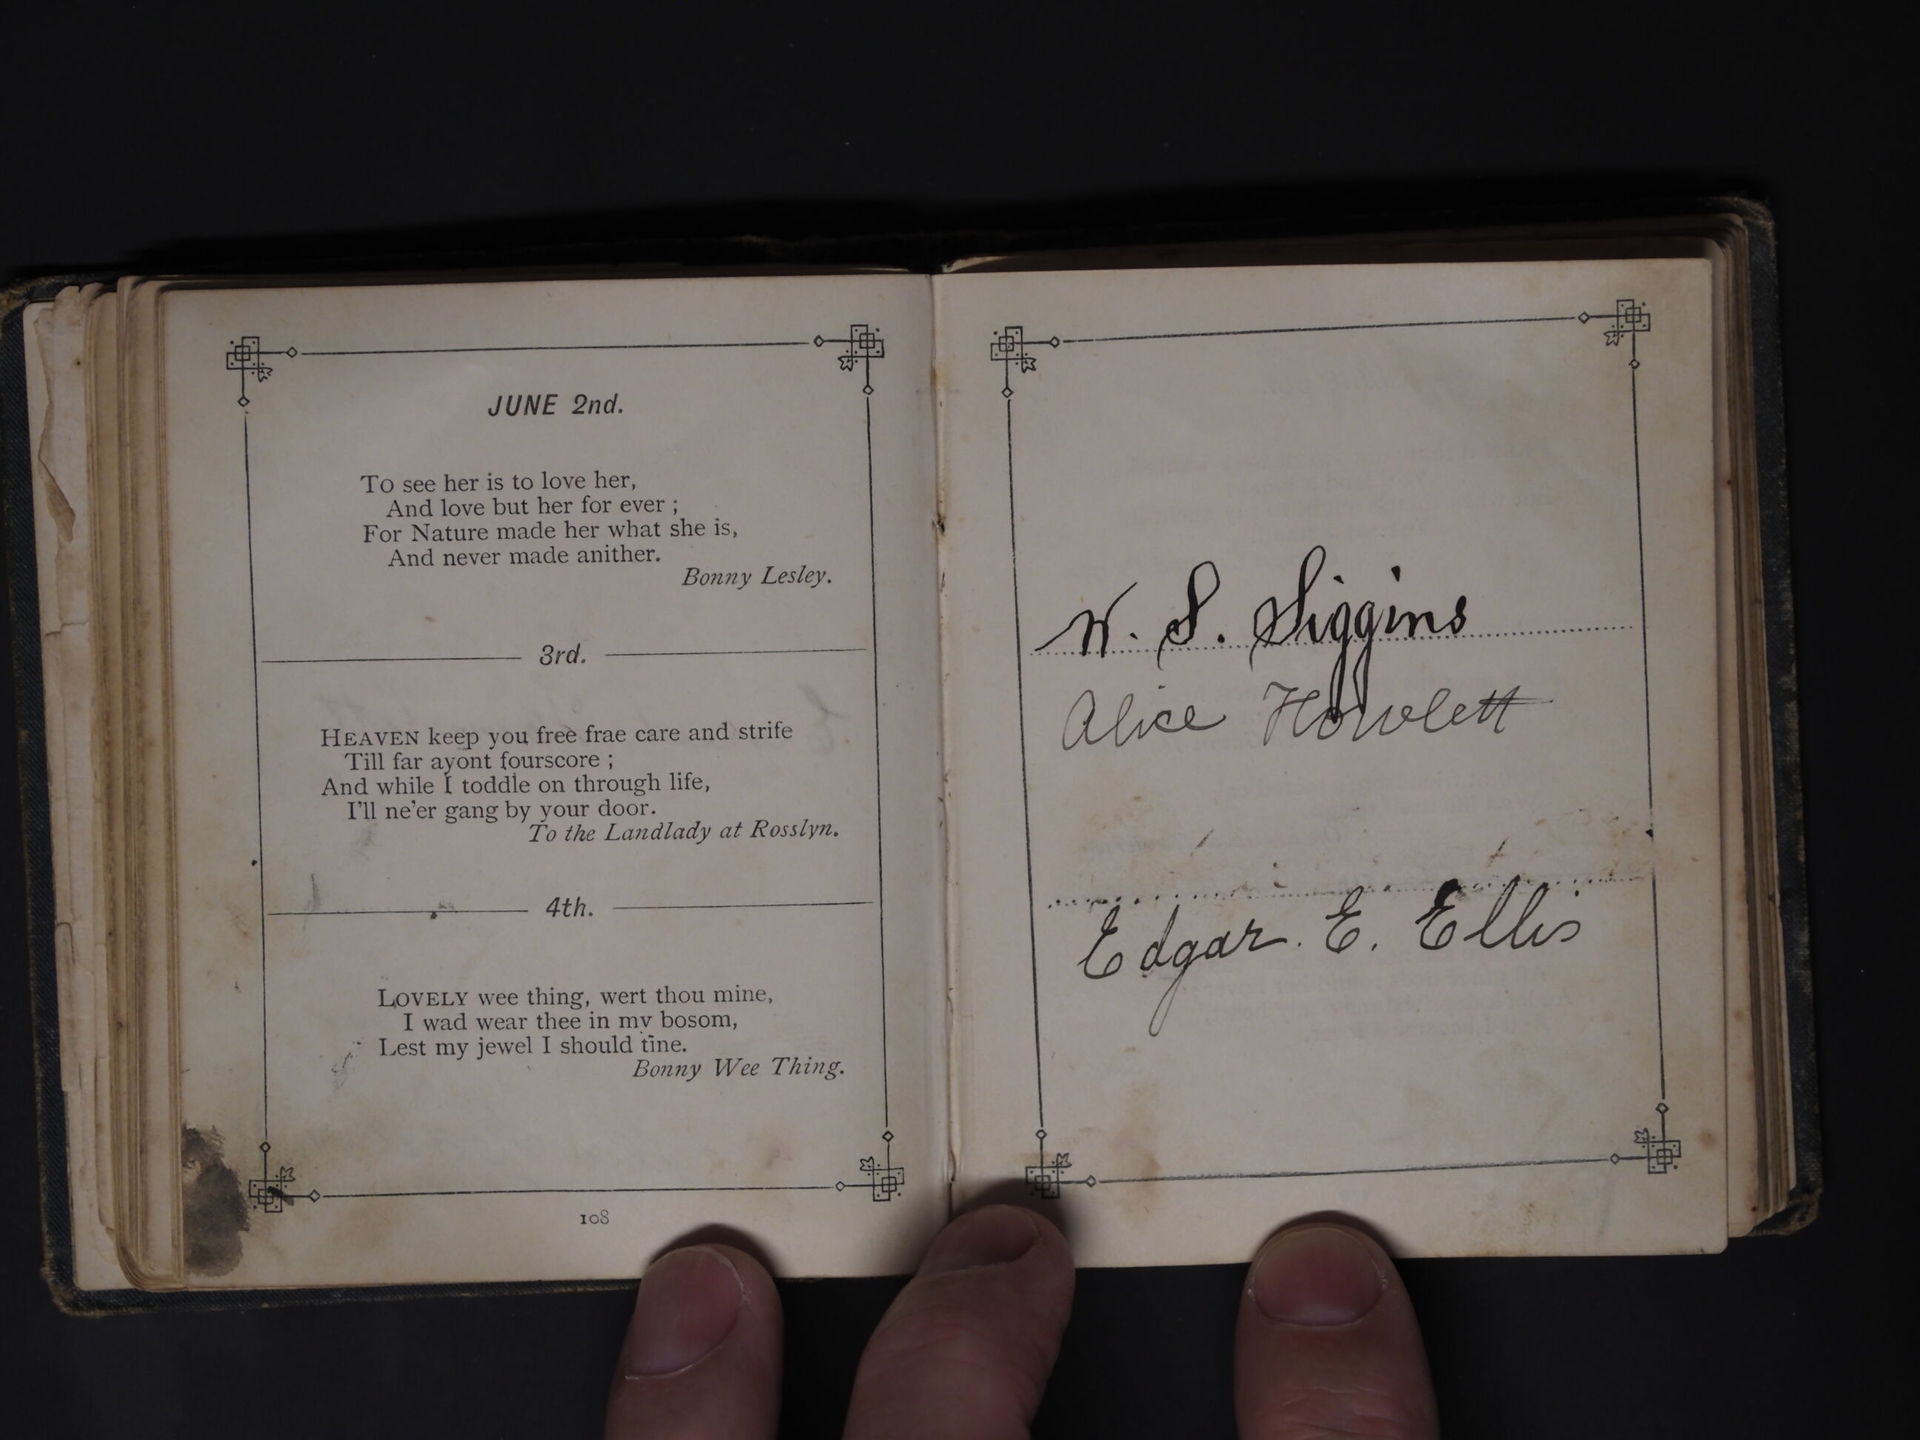 JUNE 2nd.
To see her is to love her,
And love but her for ever ;
For Nature made her what she is,
And never made anither.
Bonny Lesley.
3rd.
HEAVEN keep you free frae care and strife
Till far ayont fourscore ;
And while I toddle on through life,
I'll ne'er gang by your door.
To the Landlady at Rosslyn.
4th.
LOVELY wee thing, wert thou mine,
I wad wear thee in my bosom,
Lest my jewel I should tine.
Bonny Wee Thing.
108
W. S. Siggins
Alice Howlett
Edgar. E. Ellis